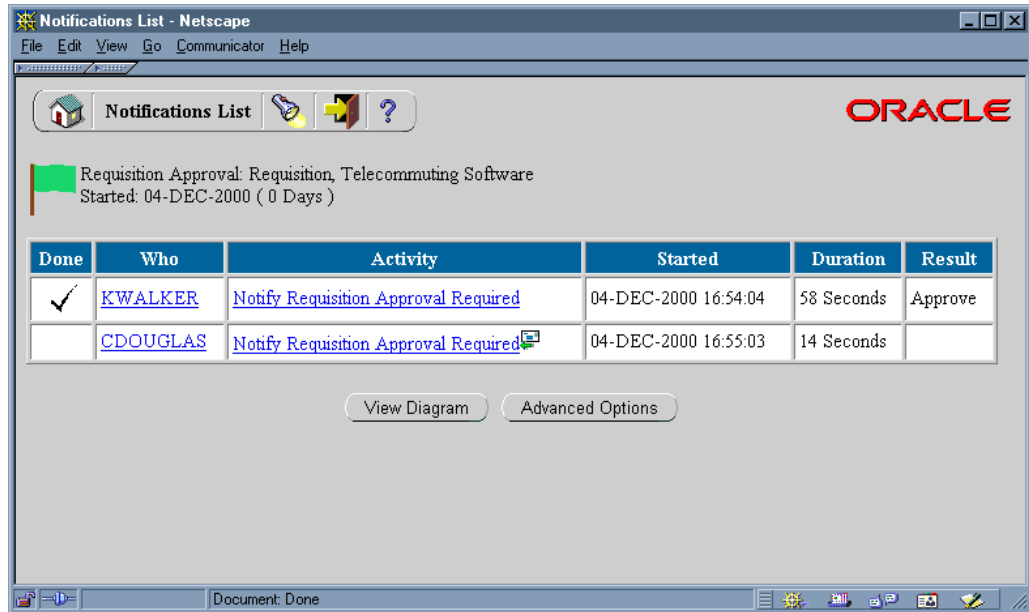 Notifications List - Netscape
File Edit View Go Communicator Help
Notifications List ?
ORACLE
Requisition Approval: Requisition, Telecommuting Software
Started: 04-DEC-2000 ( 0 Days )
Done Who Activity Started Duration Result
KWALKER Notify Requisition Approval Required 04-DEC-2000 16:54:04 58 Seconds Approve
CDOUGLAS Notify Requisition Approval Required 04-DEC-2000 16:55:03 14 Seconds
View Diagram Advanced Options
Document: Done